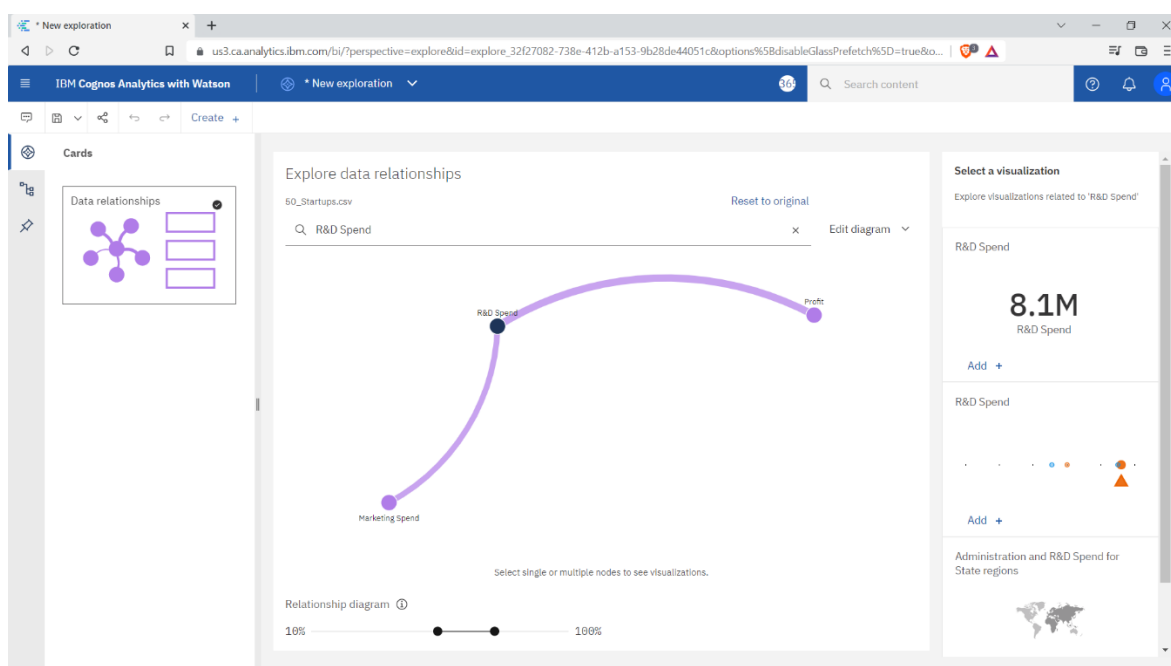 * New exploration
us3.ca.analytics.ibm.com/bi/?perspective=explore&id=explore_32f27082-738e-412b-a153-9b28de44051c&options%5BdisableGlassPrefetch%5D=true&o...
IBM Cognos Analytics with Watson
* New exploration
365
Search content
Create +
Cards
Data relationships
Explore data relationships
50_Startups.csv
Reset to original
R&D Spend
Edit diagram
R&D Spend
Profit
Marketing Spend
Select single or multiple nodes to see visualizations.
Relationship diagram
10%
100%
Select a visualization
Explore visualizations related to 'R&D Spend'
R&D Spend
8.1M
R&D Spend
Add +
R&D Spend
Add +
Administration and R&D Spend for
State regions